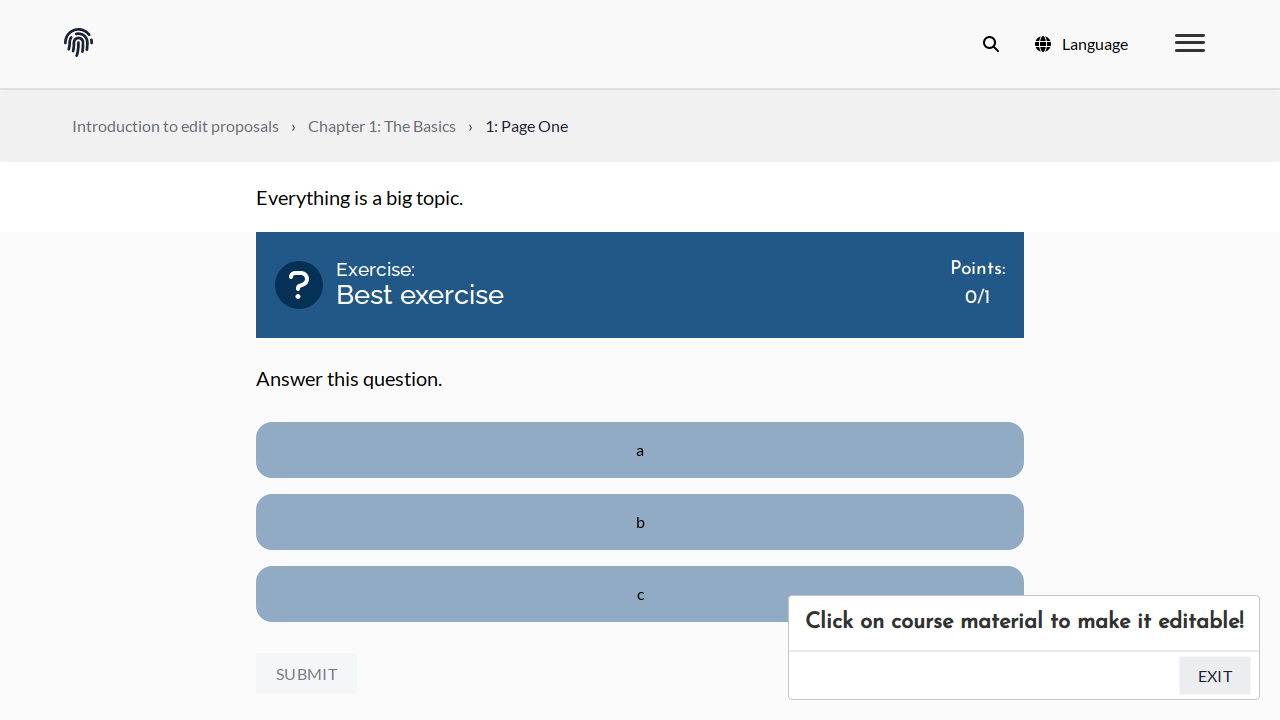 Language
Introduction to edit proposals › Chapter 1: The Basics › 1: Page One
Everything is a big topic.
?
Exercise:
Best exercise
Points:
0/1
Answer this question.
a
b
c
Click on course material to make it editable!
SUBMIT
EXIT